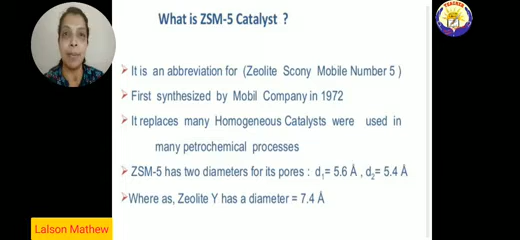 What is ZSM-5 Catalyst ?
It is an abbreviation for (Zeolite Scony Mobile Number 5 )
First synthesized by Mobil Company in 1972
It replaces many Homogeneous Catalysts were used in
many petrochemical processes
ZSM-5 has two diameters for its pores : d₁= 5.6 Å , d₂= 5.4 Å
Where as, Zeolite Y has a diameter = 7.4 Å
Lalson Mathew